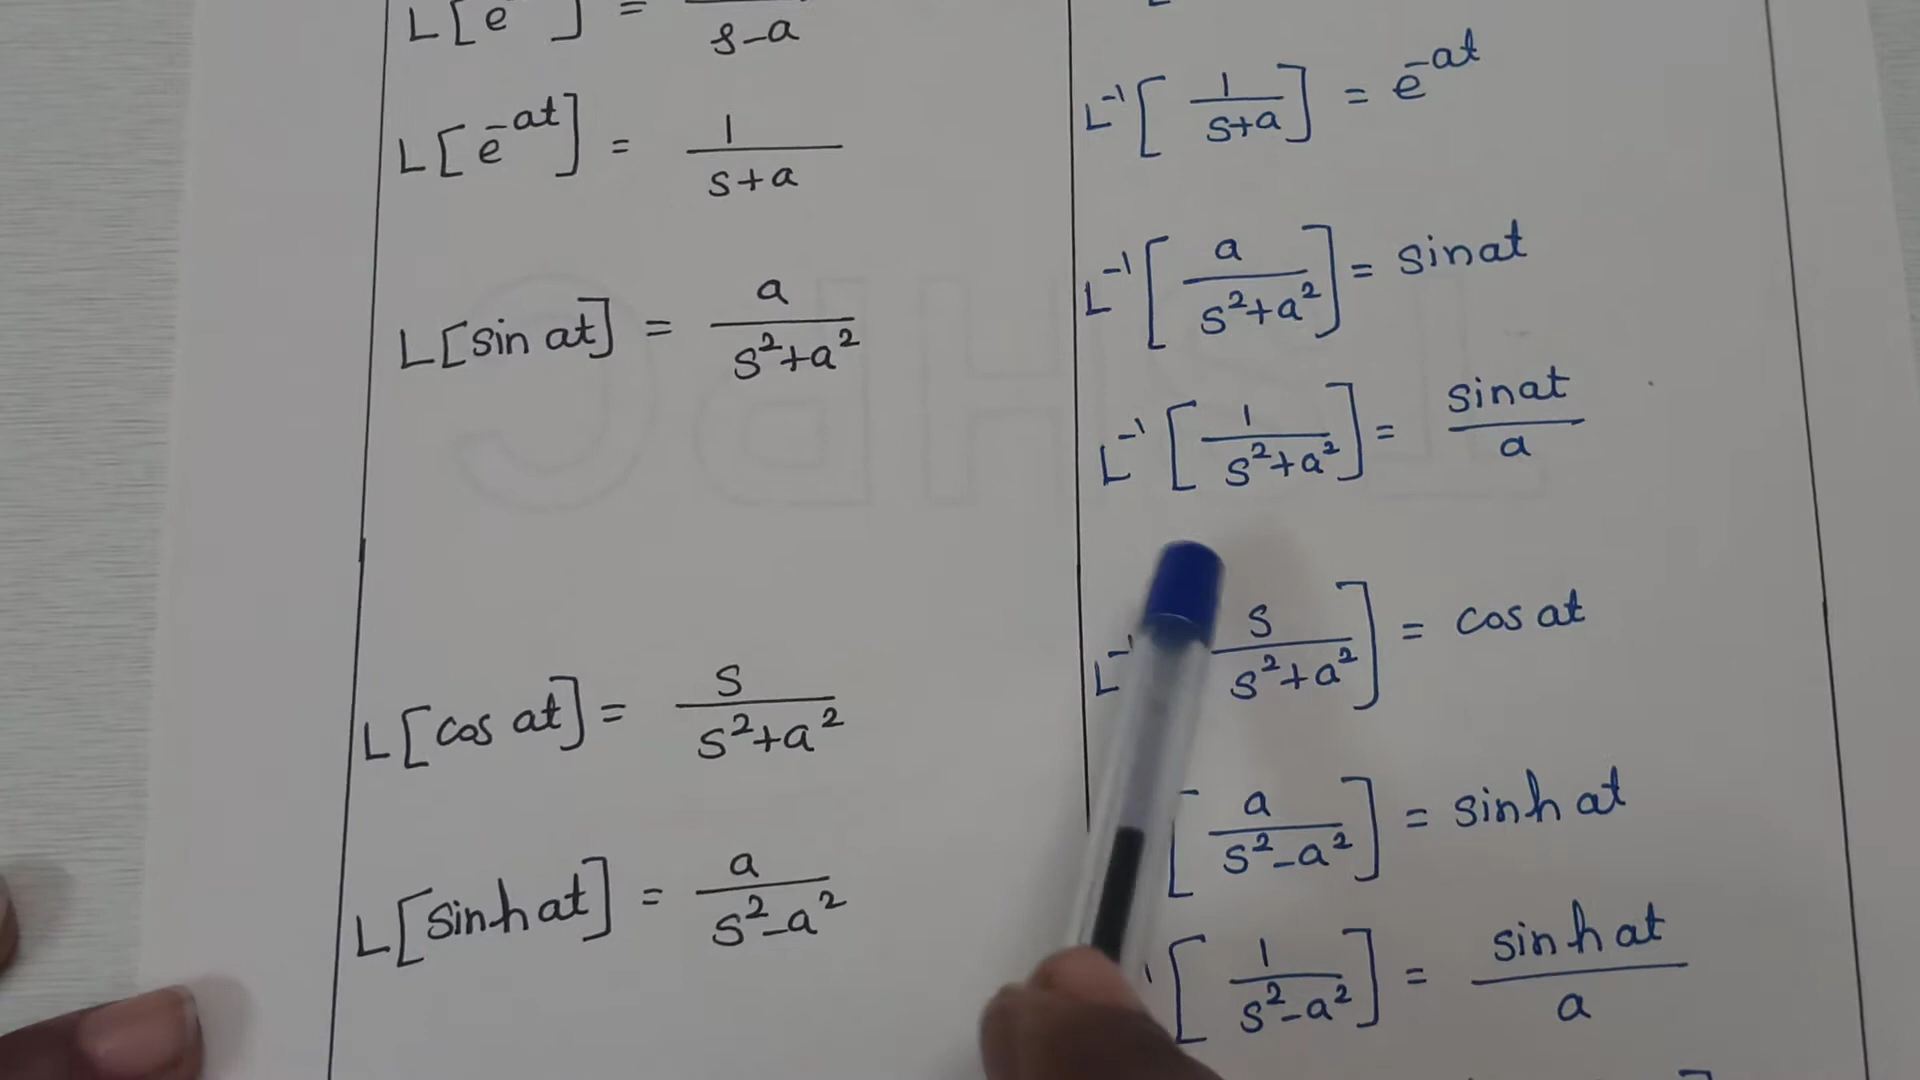 L[e ] = / s-a
L[e^-at] = 1/(s+a)
L[sin at] = a/(s²+a²)
L[cos at] = s/(s²+a²)
L[sinh at] = a/(s²-a²)
L⁻¹[1/(s+a)] = e^-at
L⁻¹[a/(s²+a²)] = sin at
L⁻¹[1/(s²+a²)] = sin at/a
L⁻¹ s/(s²+a²)] = cos at
[a/(s²-a²)] = sinh at
[1/(s²-a²)] = sinh at/a